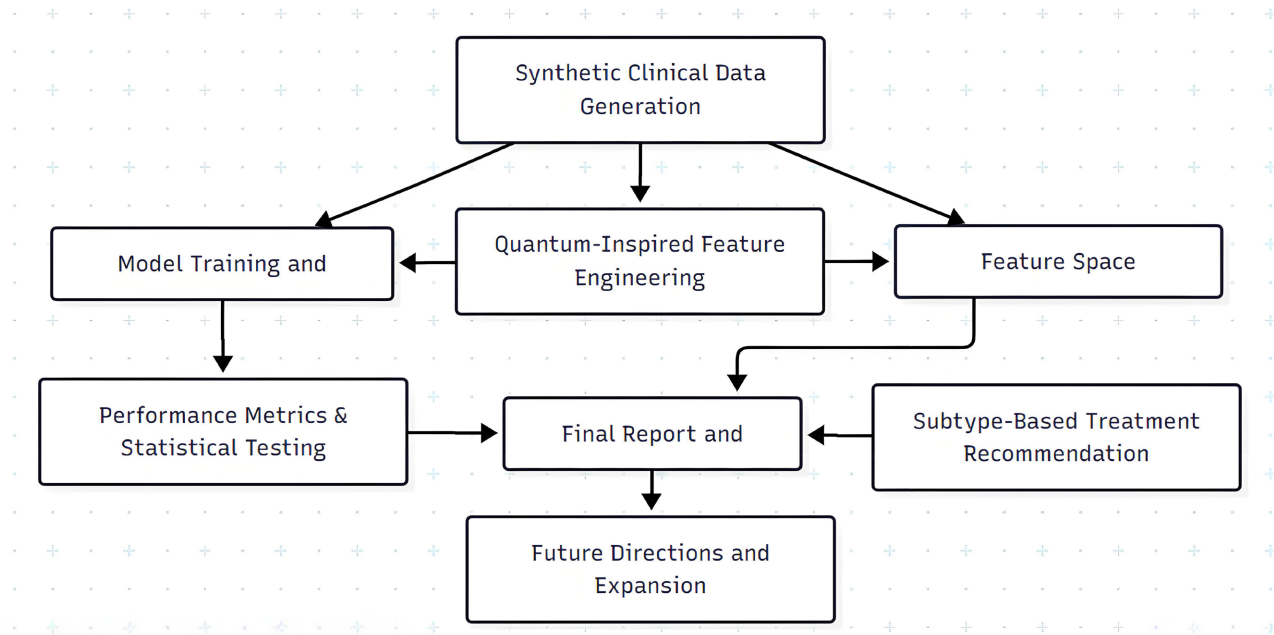 Synthetic Clinical Data
Generation
Model Training and
Quantum-Inspired Feature
Engineering
Feature Space
Performance Metrics &
Statistical Testing
Final Report and
Subtype-Based Treatment
Recommendation
Future Directions and
Expansion